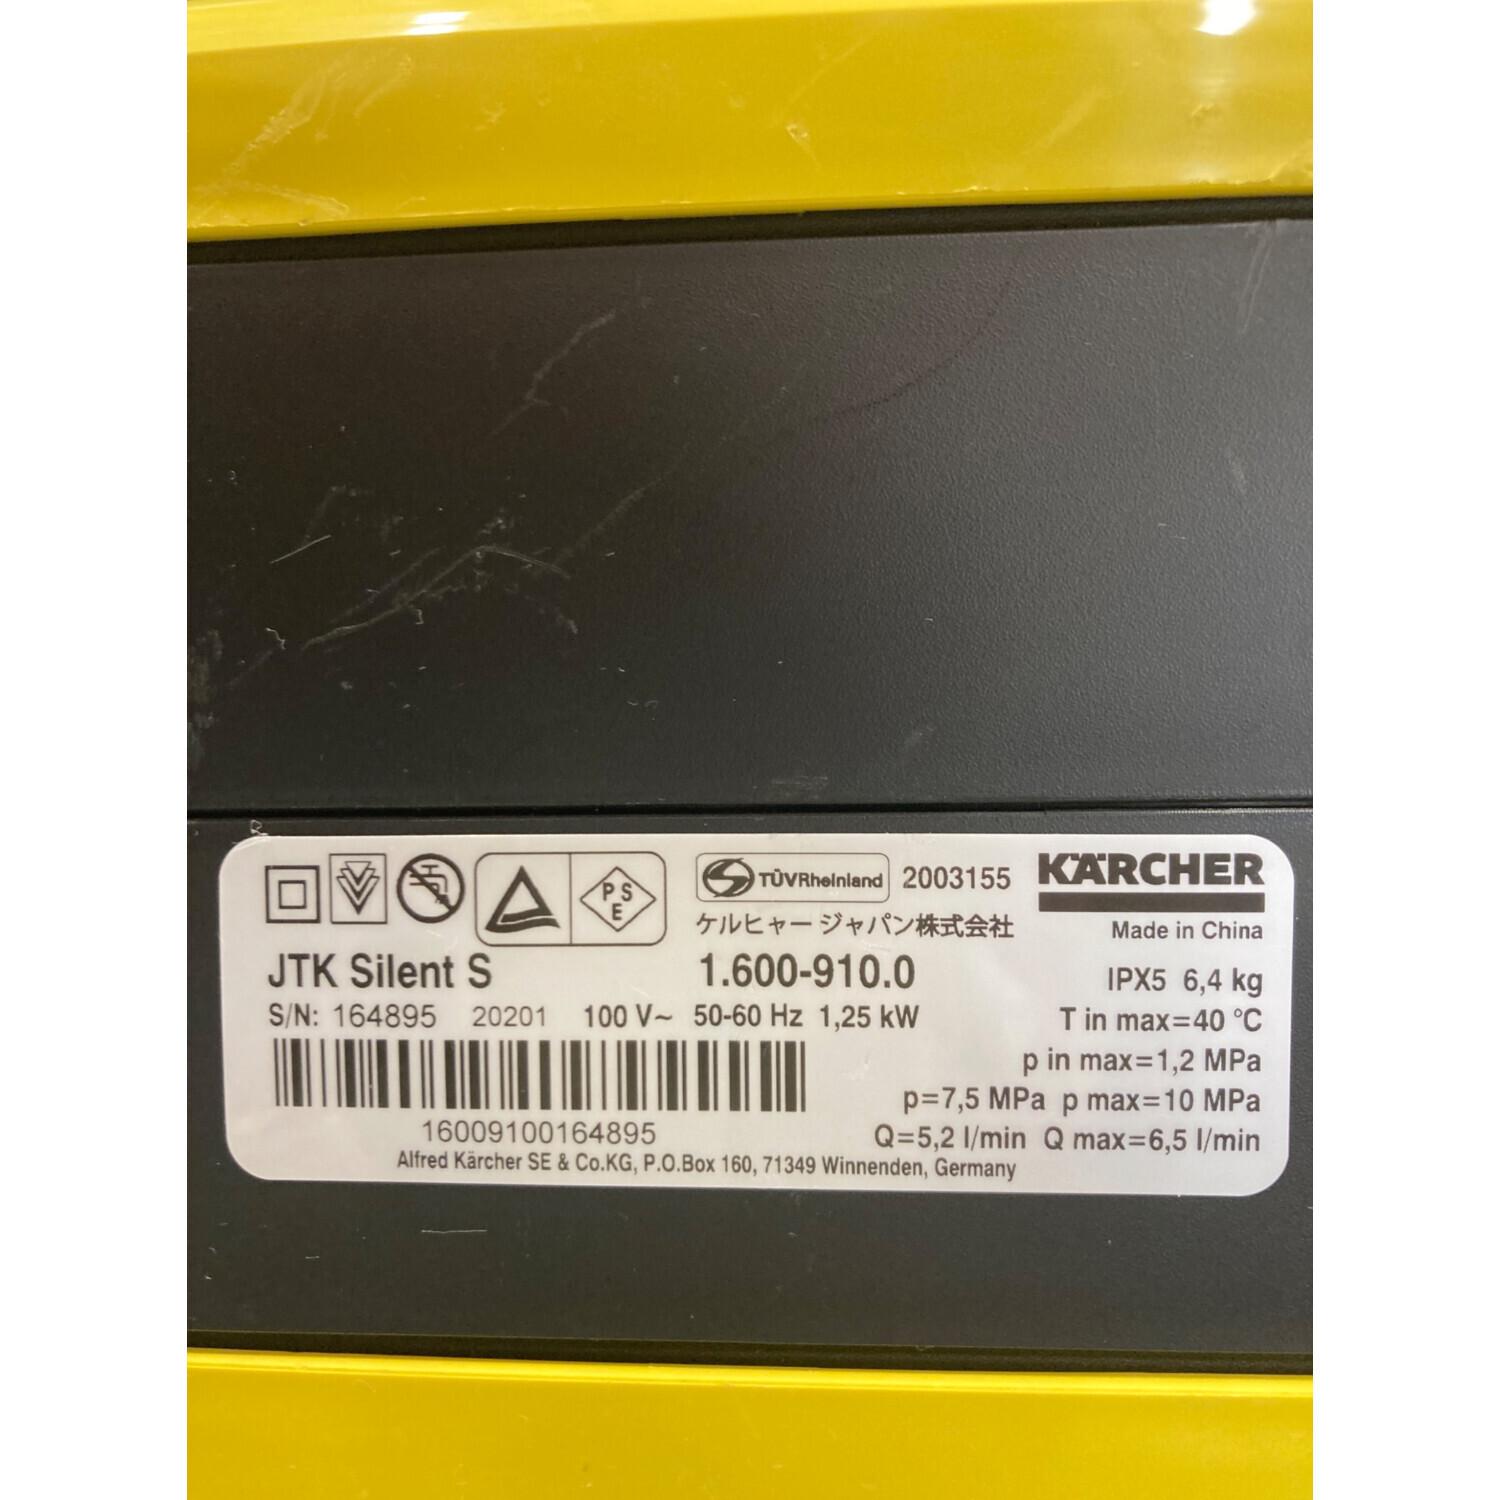 PSE
TÜVRheinland 2003155 KÄRCHER
ケルヒャー ジャパン株式会社 Made in China
JTK Silent S 1.600-910.0 IPX5 6,4 kg
S/N: 164895 20201 100 V~ 50-60 Hz 1,25 kW T in max=40 °C
p in max=1,2 MPa
p=7,5 MPa p max=10 MPa
16009100164895 Q=5,2 l/min Q max=6,5 l/min
Alfred Kärcher SE & Co.KG, P.O.Box 160, 71349 Winnenden, Germany